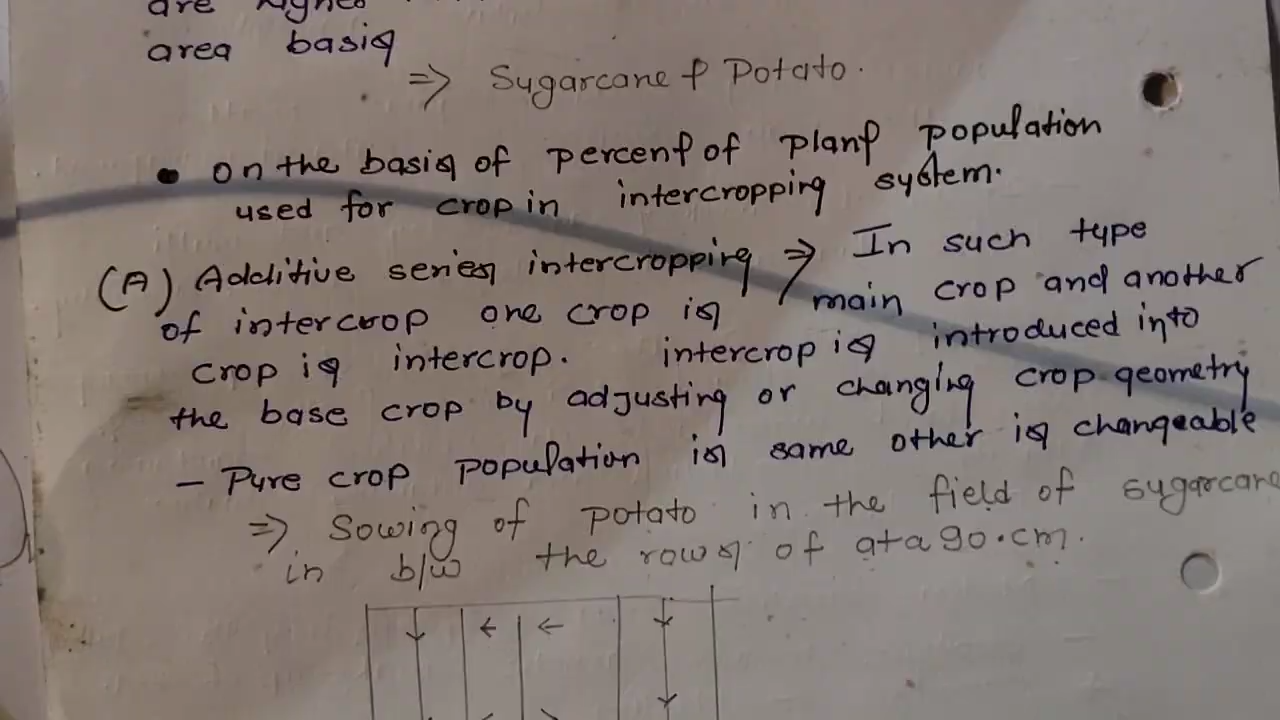 are higher
area basis
=> Sugarcane + Potato.
• on the basis of percent of plant population
used for crop in intercropping system.
(A) Additive series intercropping => In such type
of intercrop one crop is main crop and another
crop is intercrop. intercrop is introduced into
the base crop by adjusting or changing crop geometry
- Pure crop population is same other is changeable
=> Sowing of potato in the field of sugarcane
in b/w the rows of at a 90.cm.